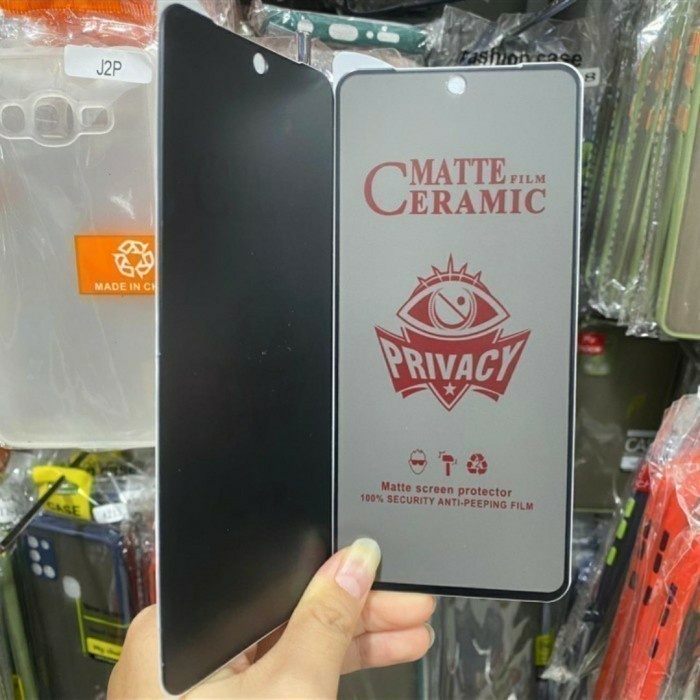 J2P
fashion case
MADE IN CH
MATTE FILM
CERAMIC
PRIVACY
Matte screen protector
100% SECURITY ANTI-PEEPING FILM
CASE